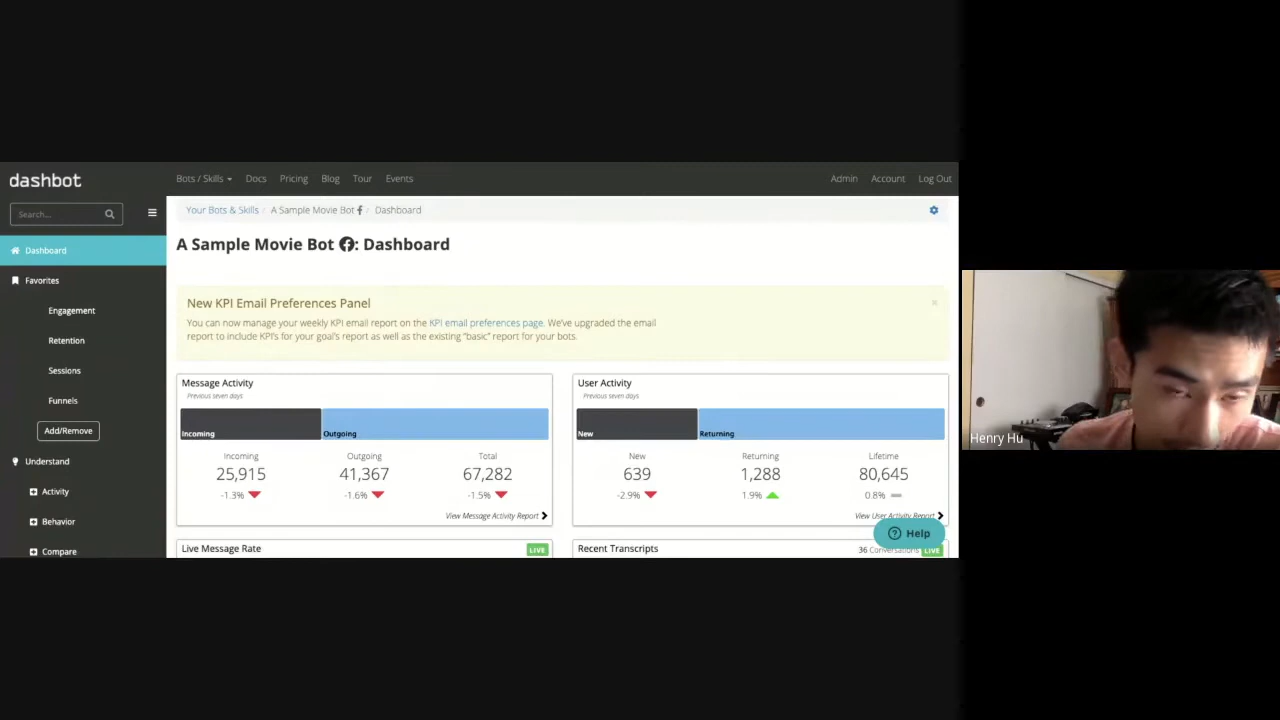 dashbot
Bots / Skills
Docs
Pricing
Blog
Tour
Events
Admin
Account
Log Out
Search...
Your Bots & Skills / A Sample Movie Bot / Dashboard
Dashboard
A Sample Movie Bot : Dashboard
Favorites
Engagement
Retention
Sessions
Funnels
Add/Remove
Understand
Activity
Behavior
Compare
New KPI Email Preferences Panel
×
You can now manage your weekly KPI email report on the KPI email preferences page. We've upgraded the email
report to include KPI's for your goal's report as well as the existing "basic" report for your bots.
Message Activity
Previous seven days
Incoming
Outgoing
Incoming
Outgoing
Total
25,915
41,367
67,282
-1.3%
-1.6%
-1.5%
View Message Activity Report
User Activity
Previous seven days
New
Returning
New
Returning
Lifetime
639
1,288
80,645
-2.9%
1.9%
0.8%
View User Activity Report
Help
Live Message Rate
LIVE
Recent Transcripts
36 Conversations
LIVE
Henry Hu